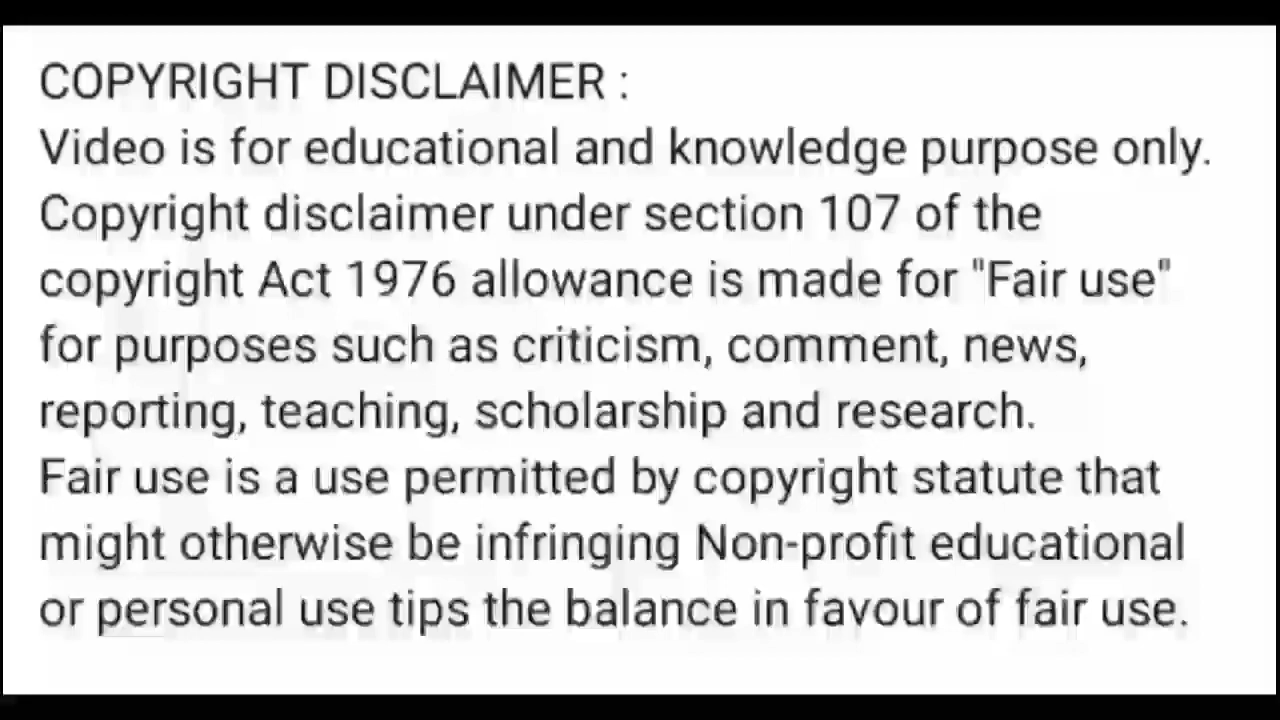 COPYRIGHT DISCLAIMER :
Video is for educational and knowledge purpose only.
Copyright disclaimer under section 107 of the
copyright Act 1976 allowance is made for "Fair use"
for purposes such as criticism, comment, news,
reporting, teaching, scholarship and research.
Fair use is a use permitted by copyright statute that
might otherwise be infringing Non-profit educational
or personal use tips the balance in favour of fair use.